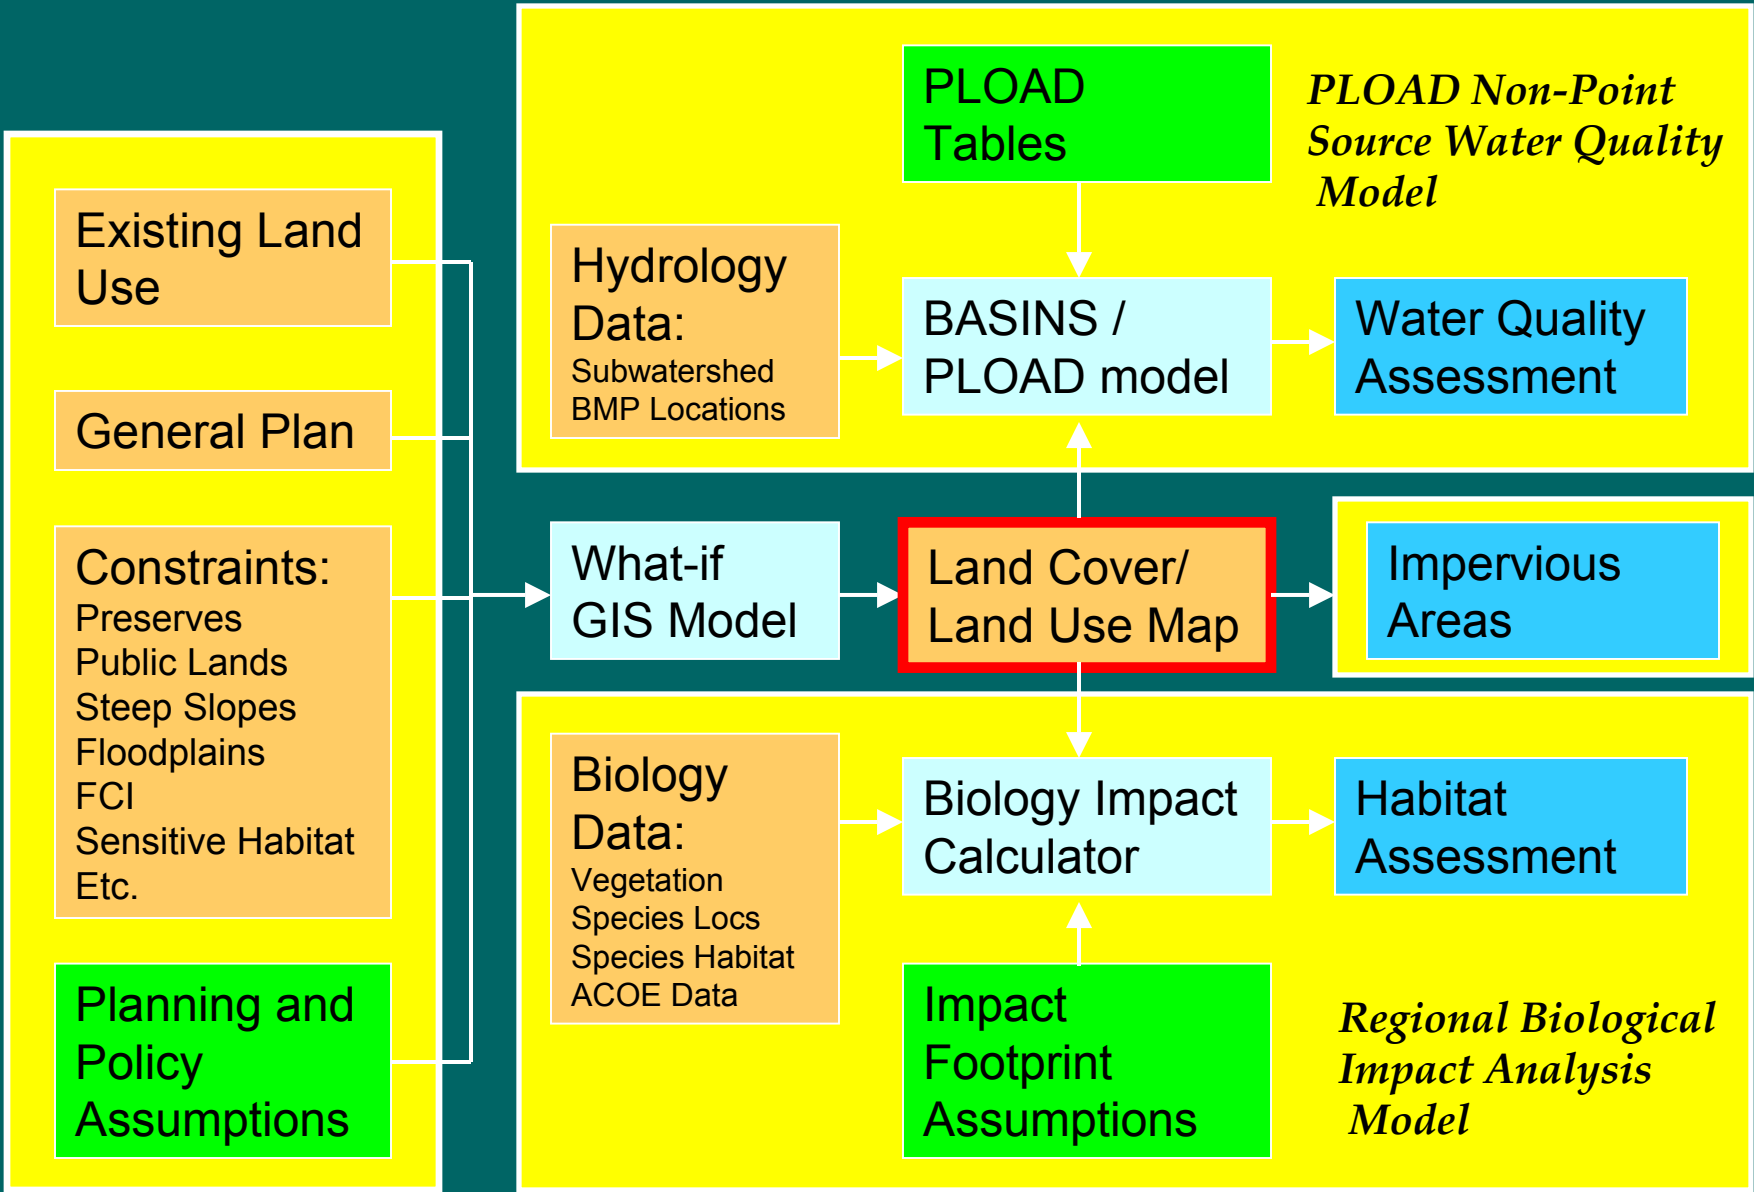 Existing Land
Use
General Plan
Constraints:
Preserves
Public Lands
Steep Slopes
Floodplains
FCI
Sensitive Habitat
Etc.
Planning and
Policy
Assumptions
What-if
GIS Model
Land Cover/
Land Use Map
Impervious
Areas
PLOAD
Tables
PLOAD Non-Point
Source Water Quality
Model
Hydrology
Data:
Subwatershed
BMP Locations
BASINS /
PLOAD model
Water Quality
Assessment
Biology
Data:
Vegetation
Species Locs
Species Habitat
ACOE Data
Biology Impact
Calculator
Habitat
Assessment
Impact
Footprint
Assumptions
Regional Biological
Impact Analysis
Model